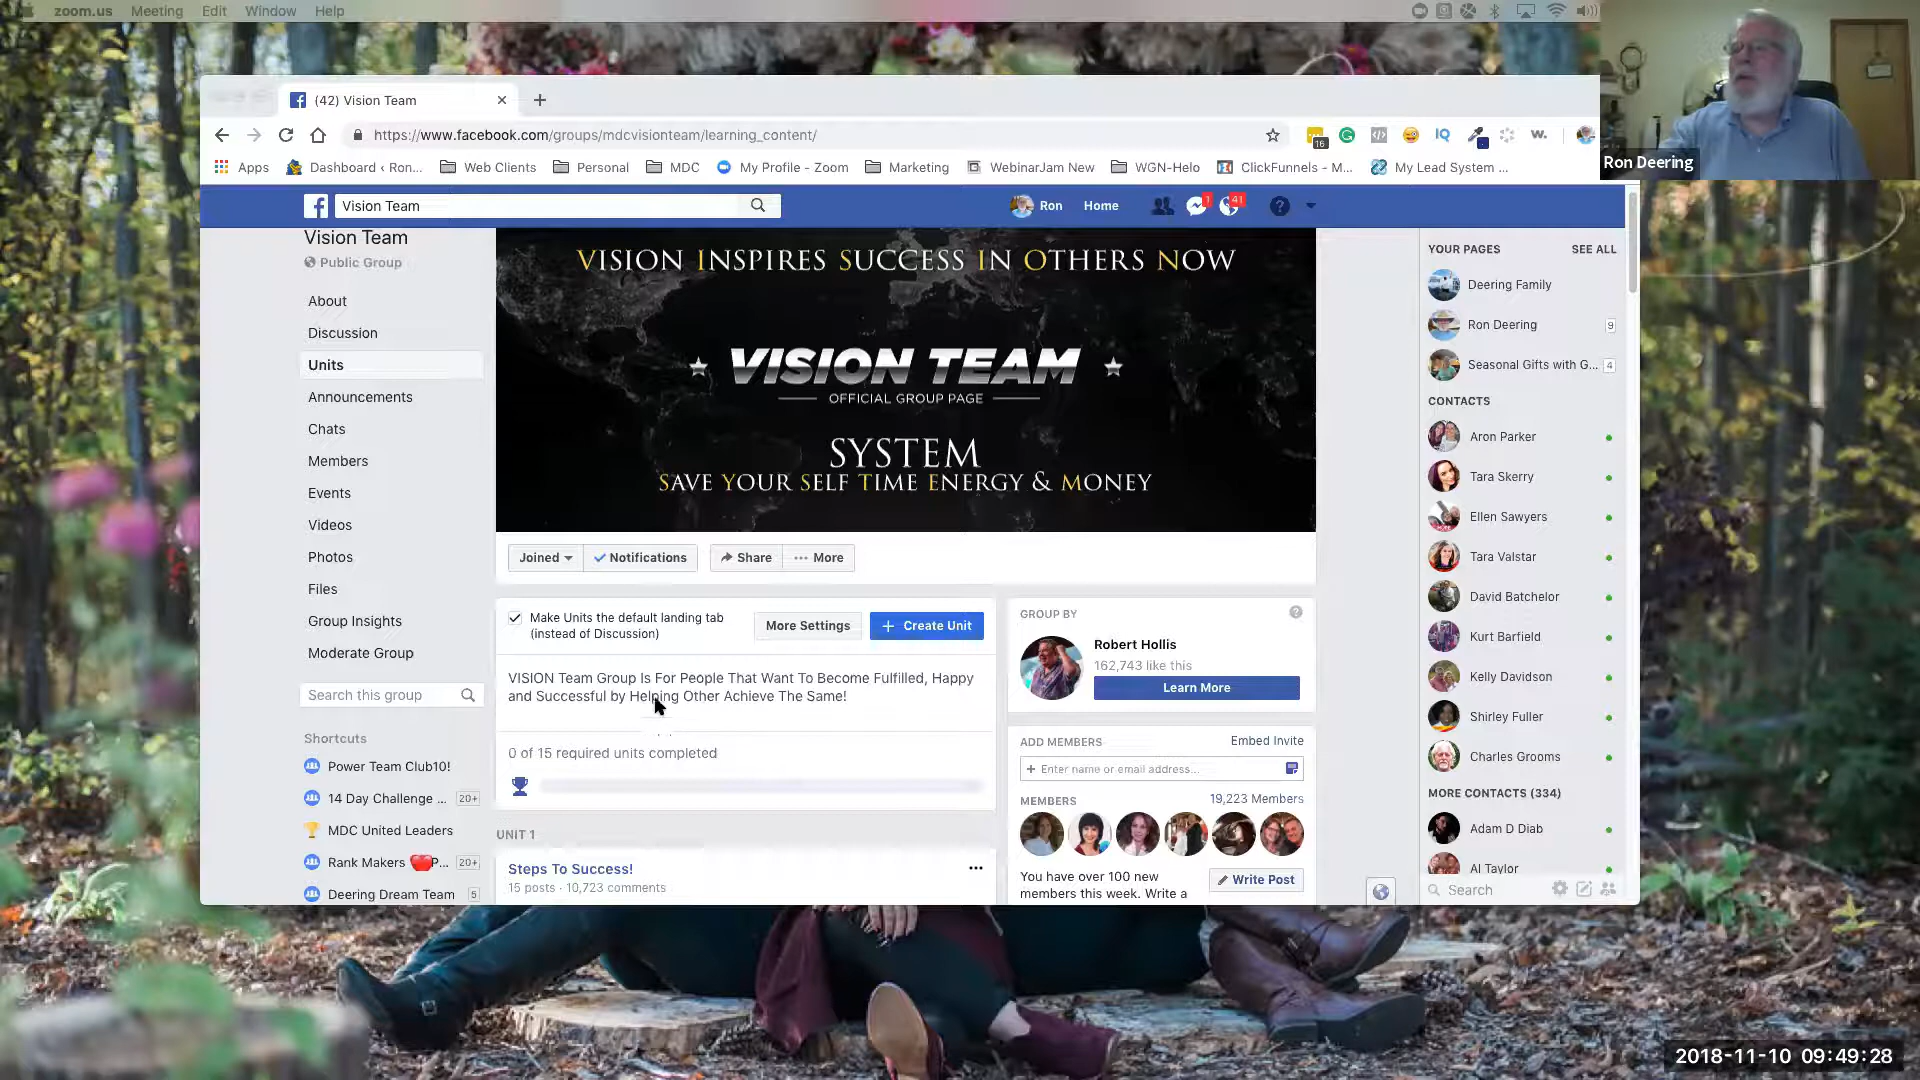 zoom.us Meeting Edit Window Help
(42) Vision Team
https://www.facebook.com/groups/mdcvisionteam/learning_content/
16
IQ
W.
Apps
Dashboard ‹ Ron...
Web Clients
Personal
MDC
My Profile - Zoom
Marketing
WebinarJam New
WGN-Helo
ClickFunnels - M...
My Lead System ...
Ron Deering
Vision Team
Ron
Home
1
41
Vision Team
Public Group
About
Discussion
Units
Announcements
Chats
Members
Events
Videos
Photos
Files
Group Insights
Moderate Group
Search this group
Shortcuts
Power Team Club10!
14 Day Challenge ... 20+
MDC United Leaders
Rank Makers ❤️P... 20+
Deering Dream Team 5
VISION INSPIRES SUCCESS IN OTHERS NOW
VISION TEAM
OFFICIAL GROUP PAGE
SYSTEM
SAVE YOUR SELF TIME ENERGY & MONEY
Joined
Notifications
Share
More
Make Units the default landing tab
(instead of Discussion)
More Settings
+ Create Unit
VISION Team Group Is For People That Want To Become Fulfilled, Happy
and Successful by Helping Other Achieve The Same!
0 of 15 required units completed
UNIT 1
Steps To Success!
15 posts · 10,723 comments
GROUP BY
Robert Hollis
162,743 like this
Learn More
ADD MEMBERS
Embed Invite
+ Enter name or email address...
MEMBERS
19,223 Members
You have over 100 new
members this week. Write a
Write Post
YOUR PAGES
SEE ALL
Deering Family
Ron Deering 9
Seasonal Gifts with G... 4
CONTACTS
Aron Parker
Tara Skerry
Ellen Sawyers
Tara Valstar
David Batchelor
Kurt Barfield
Kelly Davidson
Shirley Fuller
Charles Grooms
MORE CONTACTS (334)
Adam D Diab
Al Taylor
Search
2018-11-10 09:49:28